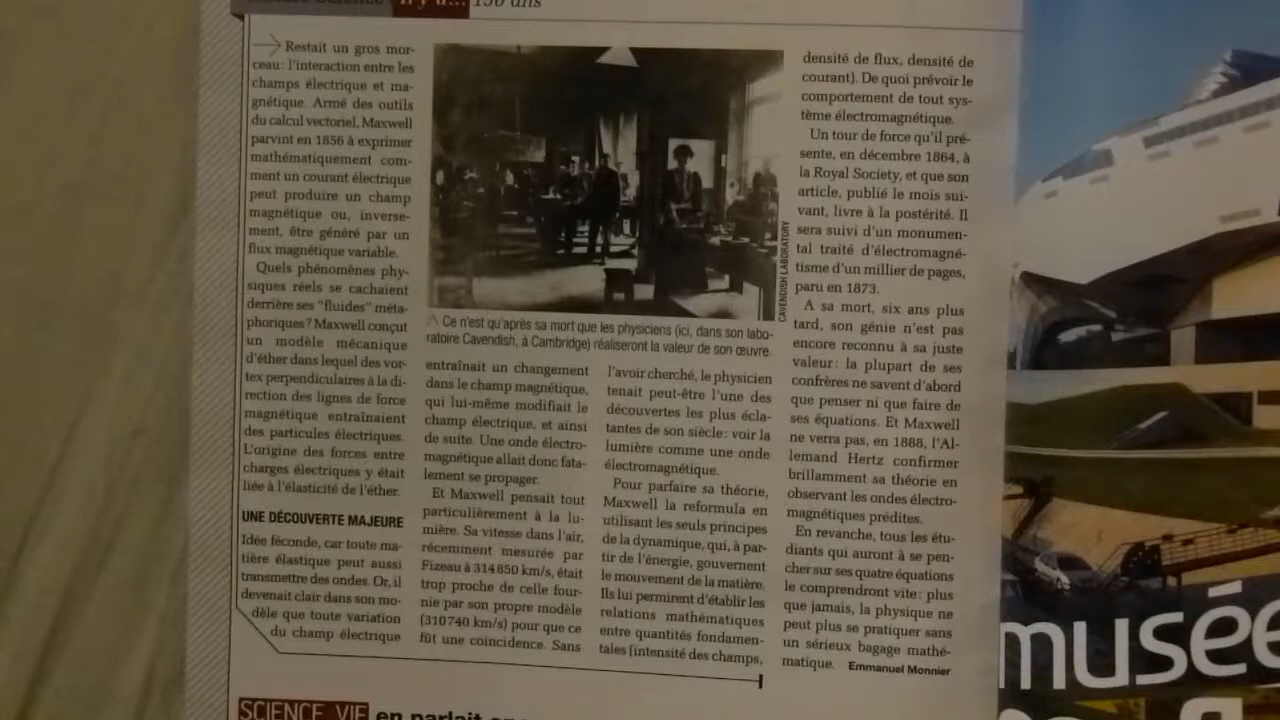 il y a... 150 ans
Restait un gros mor-
ceau : l'interaction entre les
champs électrique et ma-
gnétique. Armé des outils
du calcul vectoriel, Maxwell
parvint en 1856 à exprimer
mathématiquement com-
ment un courant électrique
peut produire un champ
magnétique ou, inverse-
ment, être généré par un
flux magnétique variable.
Quels phénomènes phy-
siques réels se cachaient
derrière ses "fluides" méta-
phoriques ? Maxwell conçut
un modèle mécanique
d'éther dans lequel des vor-
tex perpendiculaires à la di-
rection des lignes de force
magnétique entraînaient
des particules électriques.
L'origine des forces entre
charges électriques y était
liée à l'élasticité de l'éther.
UNE DÉCOUVERTE MAJEURE
Idée féconde, car toute ma-
tière élastique peut aussi
transmettre des ondes. Or, il
devenait clair dans son mo-
dèle que toute variation
du champ électrique
CAVENDISH LABORATORY
Ce n'est qu'après sa mort que les physiciens (ici, dans son labo-
ratoire Cavendish, à Cambridge) réaliseront la valeur de son œuvre.
entraînait un changement
dans le champ magnétique,
qui lui-même modifiait le
champ électrique, et ainsi
de suite. Une onde électro-
magnétique allait donc fata-
lement se propager.
Et Maxwell pensait tout
particulièrement à la lu-
mière. Sa vitesse dans l'air,
récemment mesurée par
Fizeau à 314 850 km/s, était
trop proche de celle four-
nie par son propre modèle
(310 740 km/s) pour que ce
fût une coïncidence. Sans
l'avoir cherché, le physicien
tenait peut-être l'une des
découvertes les plus écla-
tantes de son siècle : voir la
lumière comme une onde
électromagnétique.
Pour parfaire sa théorie,
Maxwell la reformula en
utilisant les seuls principes
de la dynamique, qui, à par-
tir de l'énergie, gouvernent
le mouvement de la matière.
Ils lui permirent d'établir les
relations mathématiques
entre quantités fondamen-
tales (intensité des champs,
densité de flux, densité de
courant). De quoi prévoir le
comportement de tout sys-
tème électromagnétique.
Un tour de force qu'il pré-
sente, en décembre 1864, à
la Royal Society, et que son
article, publié le mois sui-
vant, livre à la postérité. Il
sera suivi d'un monumen-
tal traité d'électromagné-
tisme d'un millier de pages,
paru en 1873.
A sa mort, six ans plus
tard, son génie n'est pas
encore reconnu à sa juste
valeur : la plupart de ses
confrères ne savent d'abord
que penser ni que faire de
ses équations. Et Maxwell
ne verra pas, en 1888, l'Al-
lemand Hertz confirmer
brillamment sa théorie en
observant les ondes électro-
magnétiques prédites.
En revanche, tous les étu-
diants qui auront à se pen-
cher sur ses quatre équations
le comprendront vite : plus
que jamais, la physique ne
peut plus se pratiquer sans
un sérieux bagage mathé-
matique. Emmanuel Monnier
SCIENCE VIE en parlait
musée